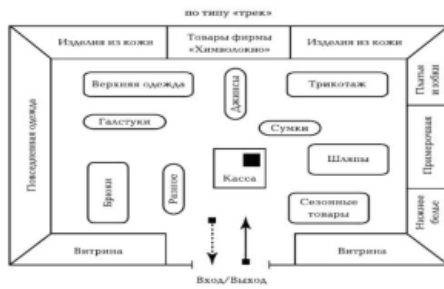 по типу «трек»
Изделия из кожи
Товары фирмы
«Химволокно»
Изделия из кожи
Верхняя одежда
Джинсы
Трикотаж
Платья
и юбки
Галстуки
Сумки
Повседневная одежда
Примерочная
Шляпы
Касса
Брюки
Разное
Сезонные
товары
Нижнее
белье
Витрина
Витрина
Вход/Выход